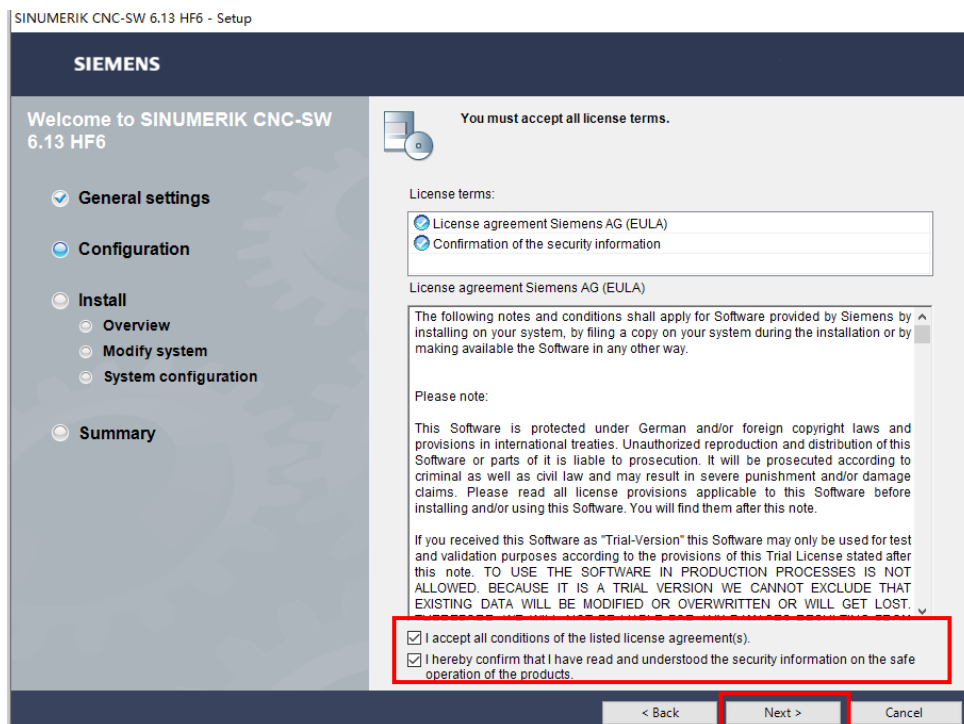 SINUMERIK CNC-SW 6.13 HF6 - Setup
SIEMENS
Welcome to SINUMERIK CNC-SW
6.13 HF6
General settings
Configuration
Install
Overview
Modify system
System configuration
Summary
You must accept all license terms.
License terms:
License agreement Siemens AG (EULA)
Confirmation of the security information
License agreement Siemens AG (EULA)
The following notes and conditions shall apply for Software provided by Siemens by
installing on your system, by filing a copy on your system during the installation or by
making available the Software in any other way.
Please note:
This Software is protected under German and/or foreign copyright laws and
provisions in international treaties. Unauthorized reproduction and distribution of this
Software or parts of it is liable to prosecution. It will be prosecuted according to
criminal as well as civil law and may result in severe punishment and/or damage
claims. Please read all license provisions applicable to this Software before
installing and/or using this Software. You will find them after this note.
If you received this Software as "Trial-Version" this Software may only be used for test
and validation purposes according to the provisions of this Trial License stated after
this note. TO USE THE SOFTWARE IN PRODUCTION PROCESSES IS NOT
ALLOWED. BECAUSE IT IS A TRIAL VERSION WE CANNOT EXCLUDE THAT
EXISTING DATA WILL BE MODIFIED OR OVERWRITTEN OR WILL GET LOST.
I accept all conditions of the listed license agreement(s).
I hereby confirm that I have read and understood the security information on the safe
operation of the products.
< Back
Next >
Cancel